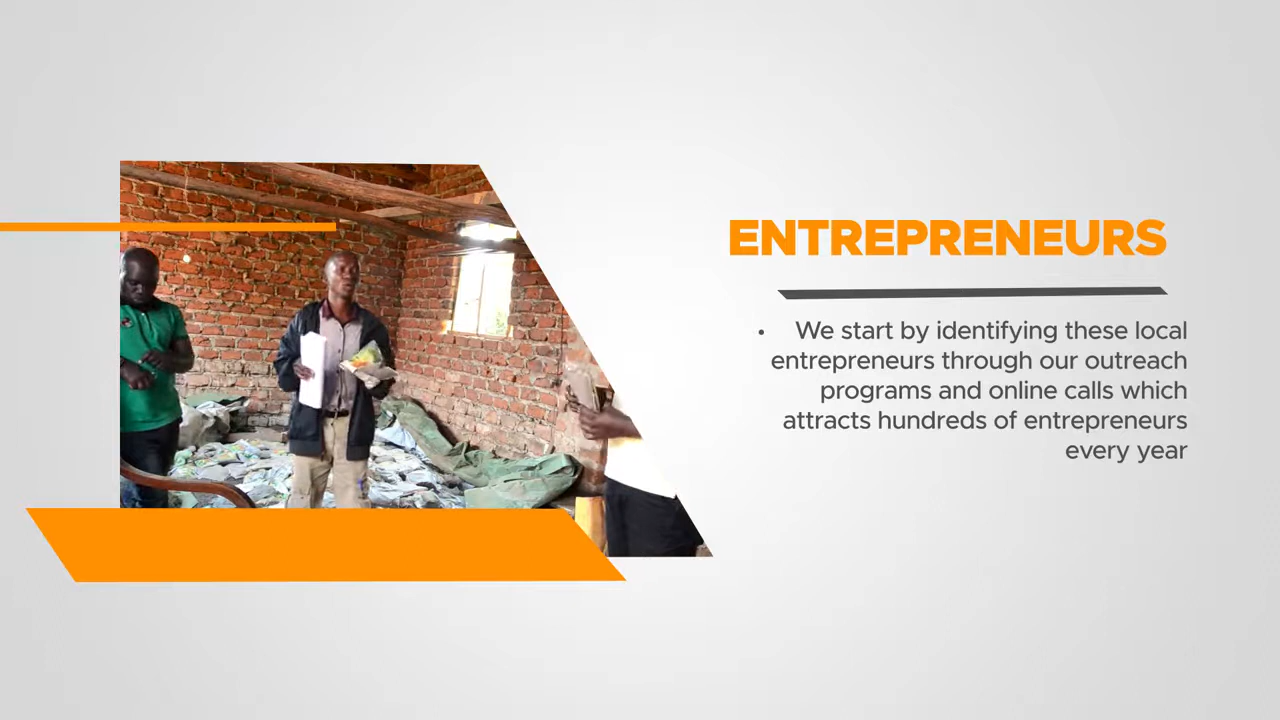 ENTREPRENEURS
• We start by identifying these local
entrepreneurs through our outreach
programs and online calls which
attracts hundreds of entrepreneurs
every year